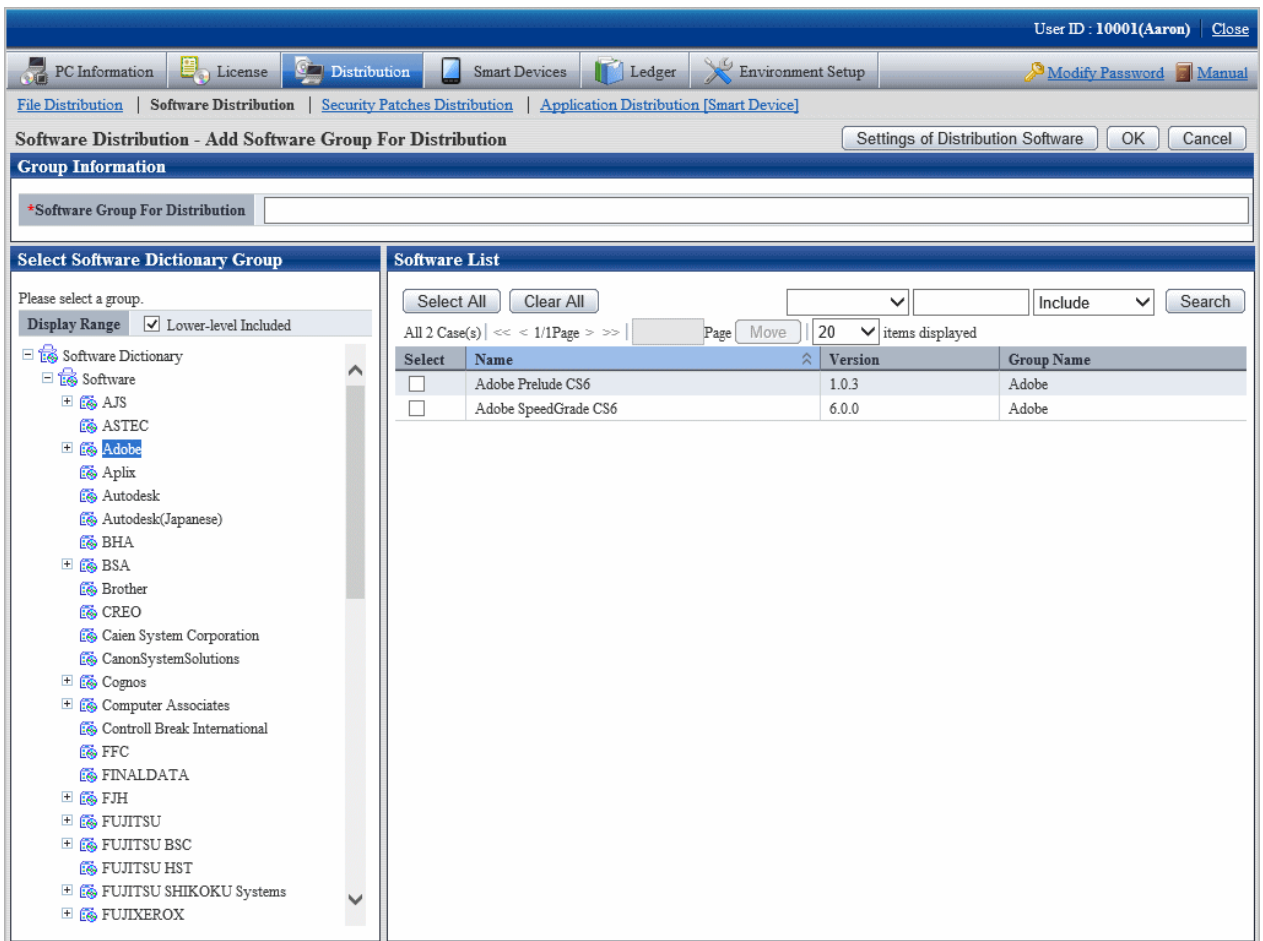 User ID : 10001(Aaron) Close
PC Information License Distribution Smart Devices Ledger Environment Setup Modify Password Manual
File Distribution | Software Distribution | Security Patches Distribution | Application Distribution [Smart Device]
Software Distribution - Add Software Group For Distribution Settings of Distribution Software OK Cancel
Group Information
*Software Group For Distribution
Select Software Dictionary Group
Please select a group.
Display Range Lower-level Included
Software Dictionary
Software
AJS
ASTEC
Adobe
Aplix
Autodesk
Autodesk(Japanese)
BHA
BSA
Brother
CREO
Caien System Corporation
CanonSystemSolutions
Cognos
Computer Associates
Controll Break International
FFC
FINALDATA
FJH
FUJITSU
FUJITSU BSC
FUJITSU HST
FUJITSU SHIKOKU Systems
FUJIXEROX
Software List
Select All Clear All Include Search
All 2 Case(s) | << < 1/1Page > >> | Page Move | 20 items displayed
Select Name Version Group Name
Adobe Prelude CS6 1.0.3 Adobe
Adobe SpeedGrade CS6 6.0.0 Adobe